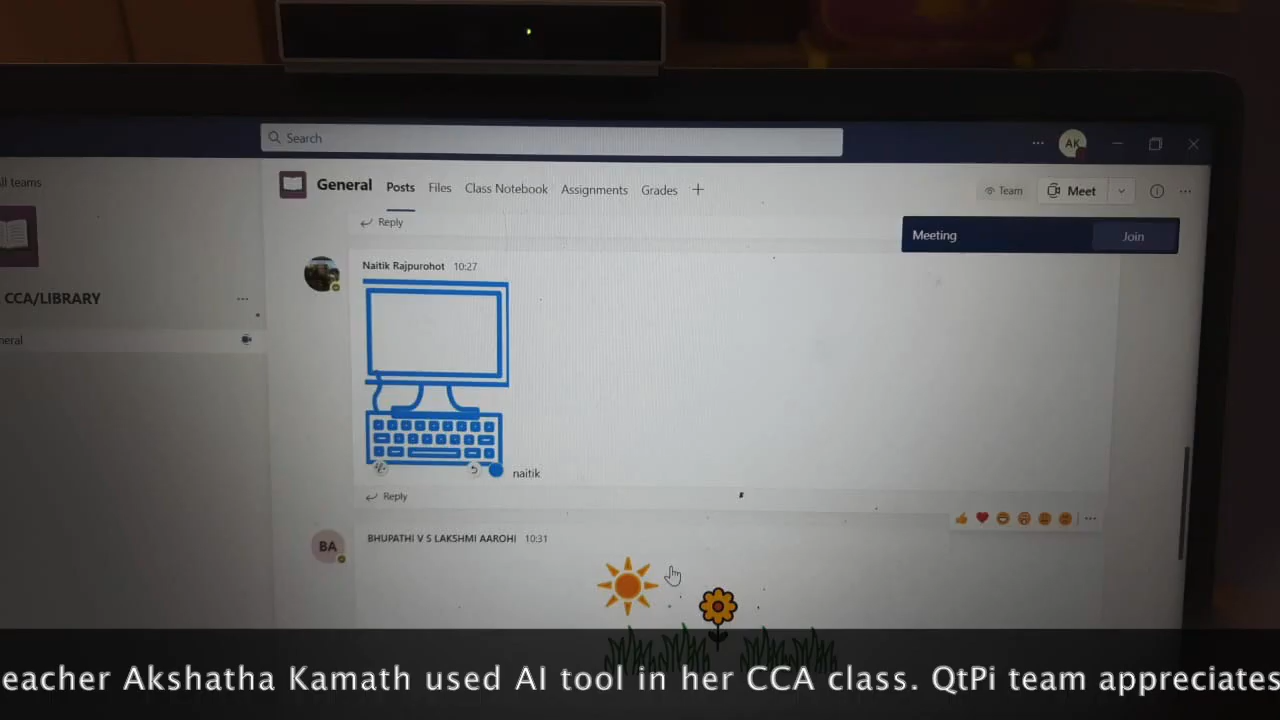 Search
AK
ll teams
General Posts Files Class Notebook Assignments Grades
Team Meet
Reply
Meeting Join
Naitik Rajpurohot 10:27
CCA/LIBRARY
neral
naitik
Reply
BA
BHUPATHI V S LAKSHMI AAROHI 10:31
eacher Akshatha Kamath used AI tool in her CCA class. QtPi team appreciates